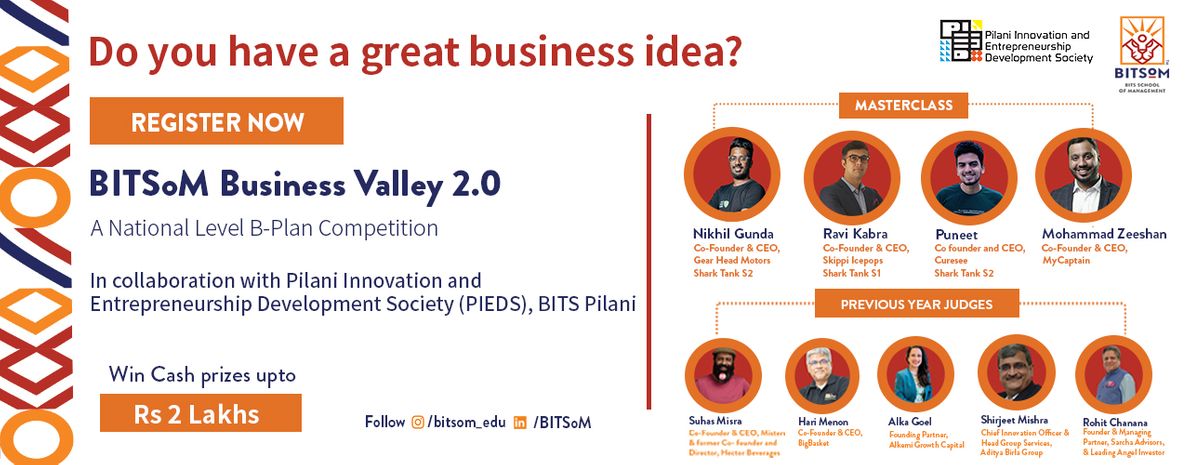 Do you have a great business idea?
REGISTER NOW
BITSoM Business Valley 2.0
A National Level B-Plan Competition
In collaboration with Pilani Innovation and
Entrepreneurship Development Society (PIEDS), BITS Pilani
Win Cash prizes upto
Rs 2 Lakhs
Follow /bitsom_edu /BITSoM
Pilani Innovation and
Entrepreneurship
Development Society
BITSoM
BITS SCHOOL
OF MANAGEMENT
MASTERCLASS
Nikhil Gunda
Co-Founder & CEO,
Gear Head Motors
Shark Tank S2
Ravi Kabra
Co-Founder & CEO,
Skippi Icepops
Shark Tank S1
Puneet
Co founder and CEO,
Curesee
Shark Tank S2
Mohammad Zeeshan
Co-Founder & CEO,
MyCaptain
PREVIOUS YEAR JUDGES
Suhas Misra
Co-Founder & CEO, Misters
& former Co- founder and
Director, Hector Beverages
Hari Menon
Co-Founder & CEO,
BigBasket
Alka Goel
Founding Partner,
Alkemi Growth Capital
Shirjeet Mishra
Chief Innovation Officer &
Head Group Services,
Aditya Birla Group
Rohit Chanana
Founder & Managing
Partner, Sarcha Advisors,
& Leading Angel Investor